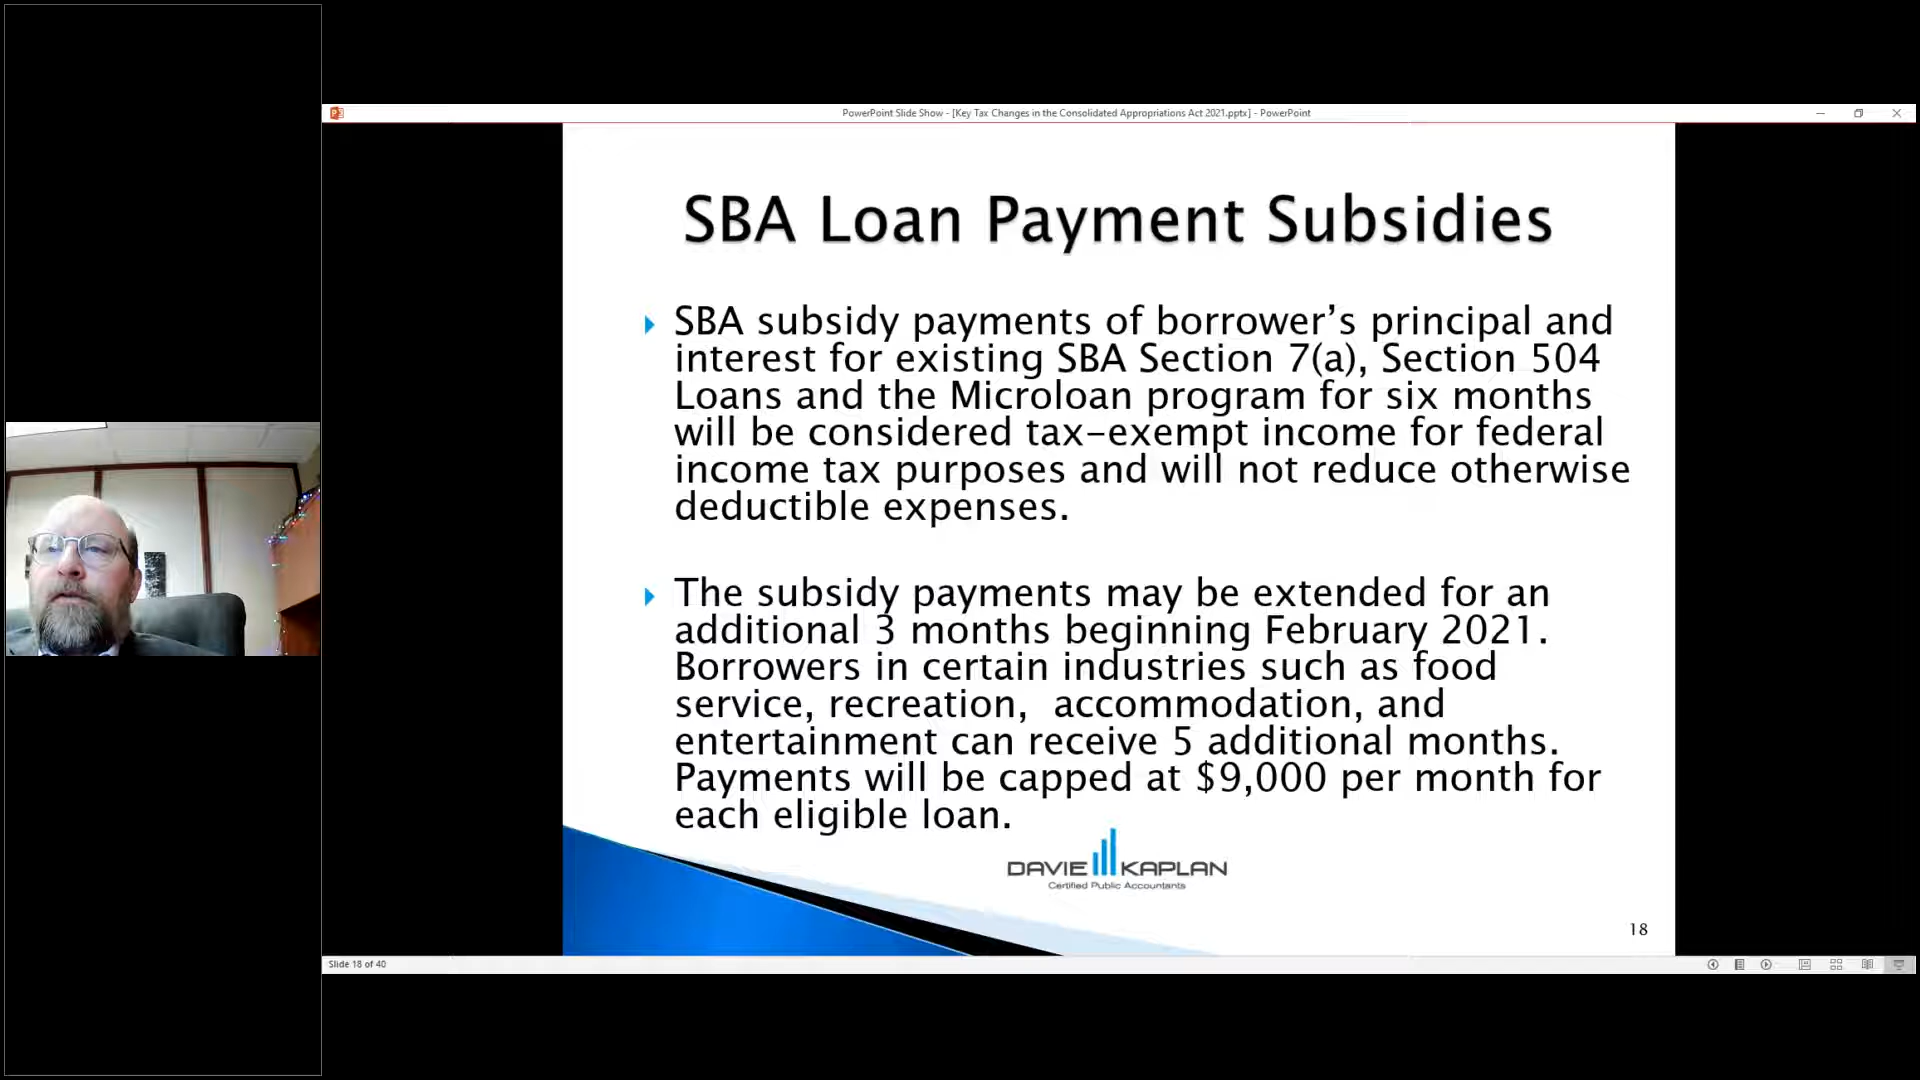 PowerPoint Slide Show - [Key Tax Changes in the Consolidated Appropriations Act 2021.pptx] - PowerPoint
SBA Loan Payment Subsidies
SBA subsidy payments of borrower’s principal and
interest for existing SBA Section 7(a), Section 504
Loans and the Microloan program for six months
will be considered tax-exempt income for federal
income tax purposes and will not reduce otherwise
deductible expenses.
The subsidy payments may be extended for an
additional 3 months beginning February 2021.
Borrowers in certain industries such as food
service, recreation,  accommodation, and
entertainment can receive 5 additional months.
Payments will be capped at $9,000 per month for
each eligible loan.
DAVIE KAPLAN
Certified Public Accountants
18
Slide 18 of 40